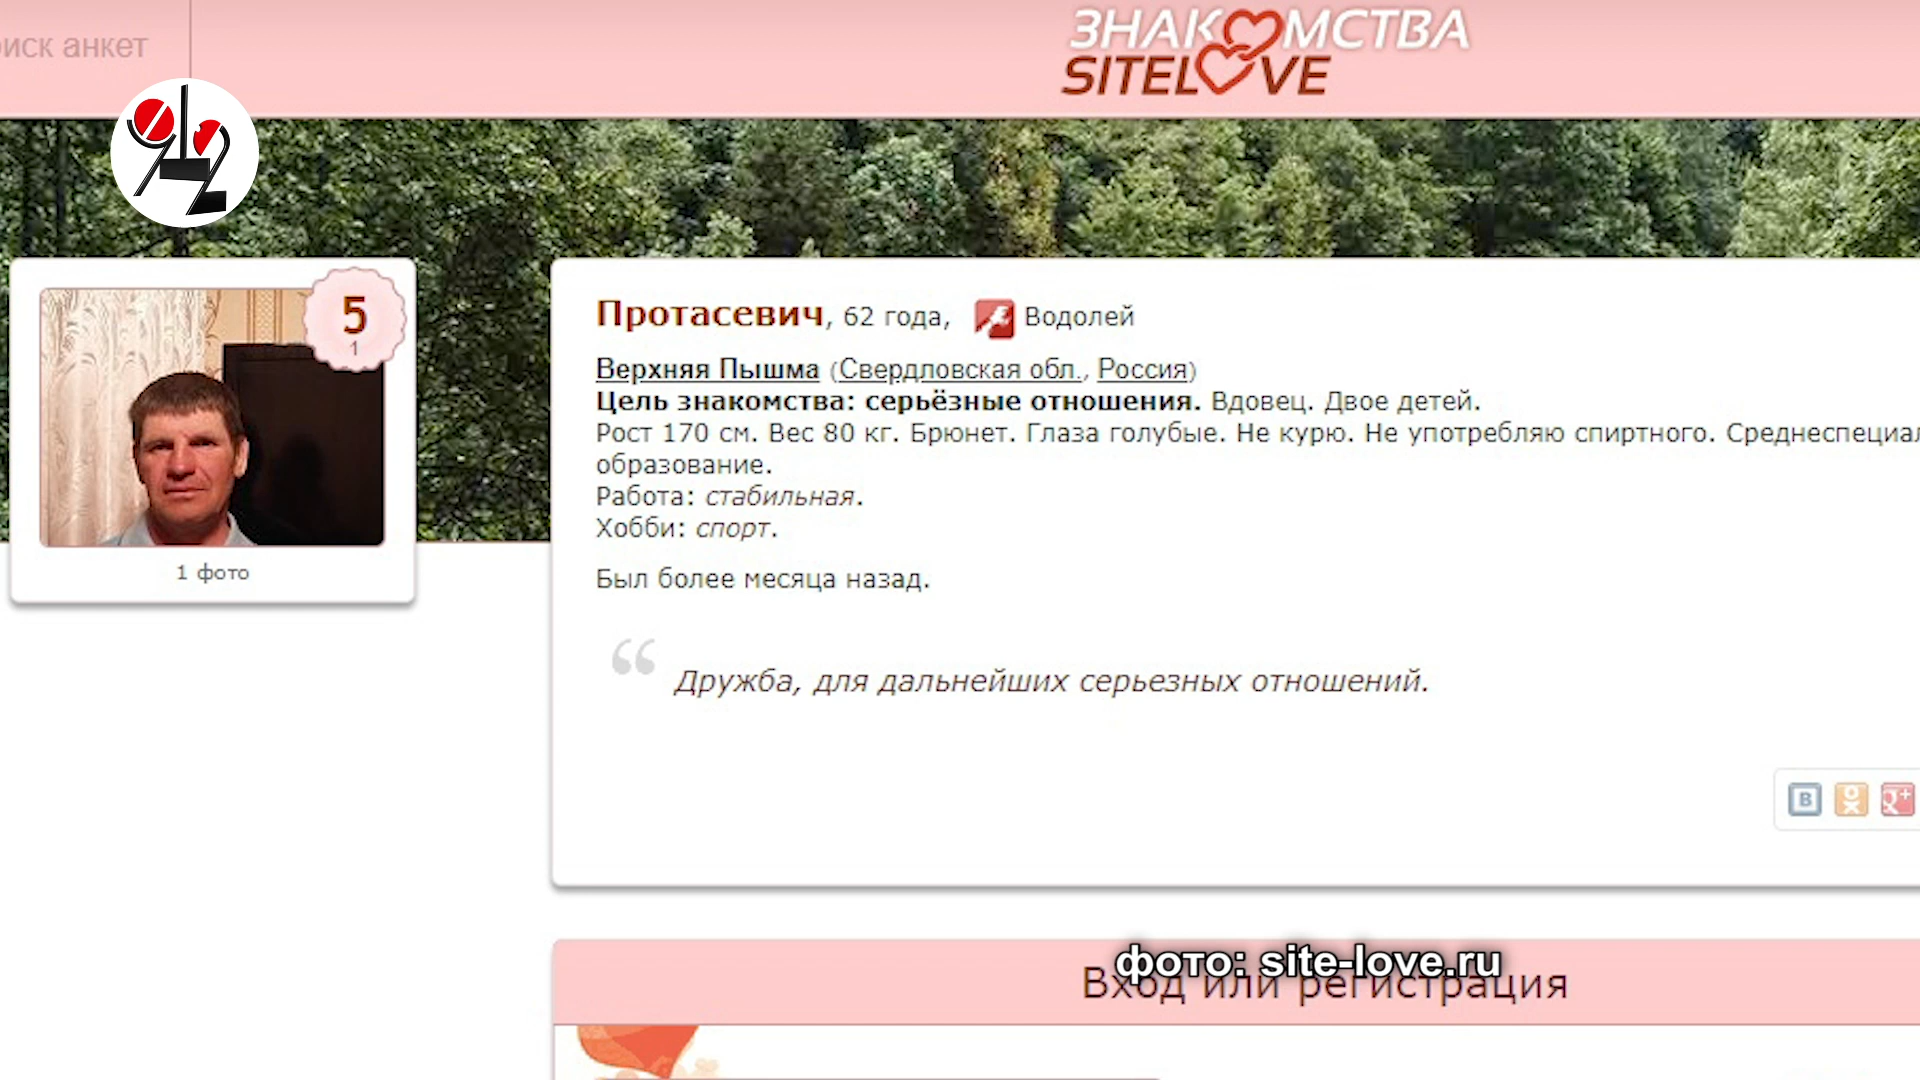 иск анкет
ЗНАКОМСТВА
SITELOVE
5
1
1 фото
Протасевич, 62 года, Водолей
Верхняя Пышма (Свердловская обл., Россия)
Цель знакомства: серьёзные отношения. Вдовец. Двое детей.
Рост 170 см. Вес 80 кг. Брюнет. Глаза голубые. Не курю. Не употребляю спиртного. Среднеспециал
образование.
Работа: стабильная.
Хобби: спорт.
Был более месяца назад.
“ Дружба, для дальнейших серьезных отношений.
фото: site-love.ru
Вход или регистрация